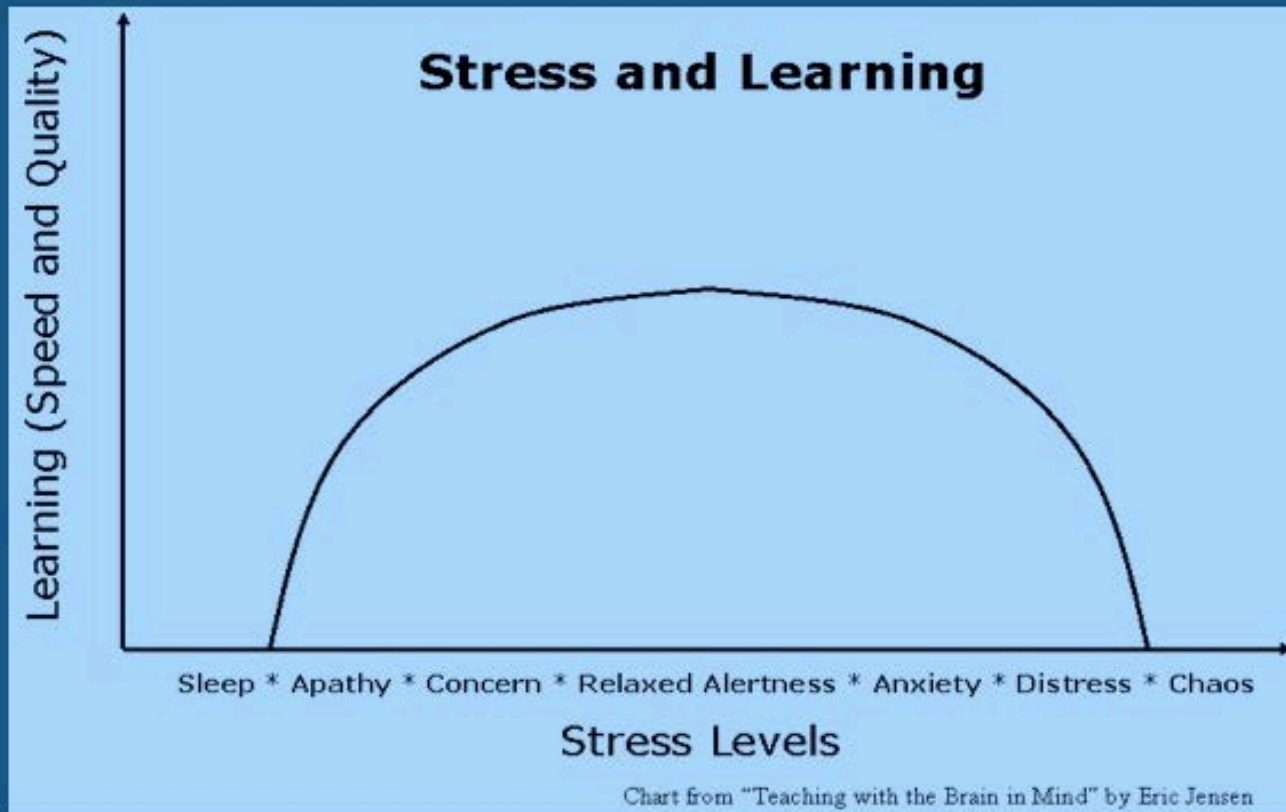 Stress and Learning
Learning (Speed and Quality)
Sleep * Apathy * Concern * Relaxed Alertness * Anxiety * Distress * Chaos
Stress Levels
Chart from "Teaching with the Brain in Mind" by Eric Jensen